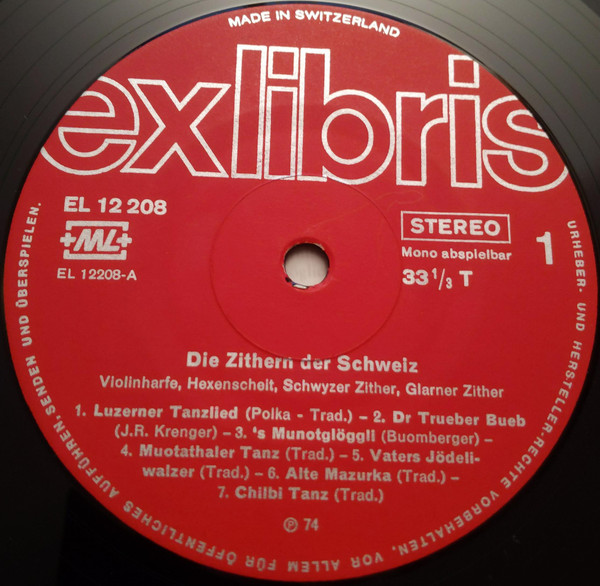 MADE IN SWITZERLAND
exlibris
EL 12 208
ML
EL 12208-A
STEREO
Mono abspielbar
33 1/3 T
1
Die Zithern der Schweiz
Violinharfe, Hexenscheit, Schwyzer Zither, Glarner Zither
1. Luzerner Tanzlied (Polka - Trad.) – 2. Dr Trueber Bueb
(J.R. Krenger) – 3. 's Munotglöggli (Buomberger) –
4. Muotathaler Tanz (Trad.) – 5. Vaters Jödeli-
walzer (Trad.) – 6. Alte Mazurka (Trad.) –
7. Chilbi Tanz (Trad.)
Ⓟ 74
URHEBER- UND HERSTELLER-RECHTE VORBEHALTEN, VOR ALLEM FÜR ÖFFENTLICHES AUFFÜHREN, SENDEN UND ÜBERSPIELEN.